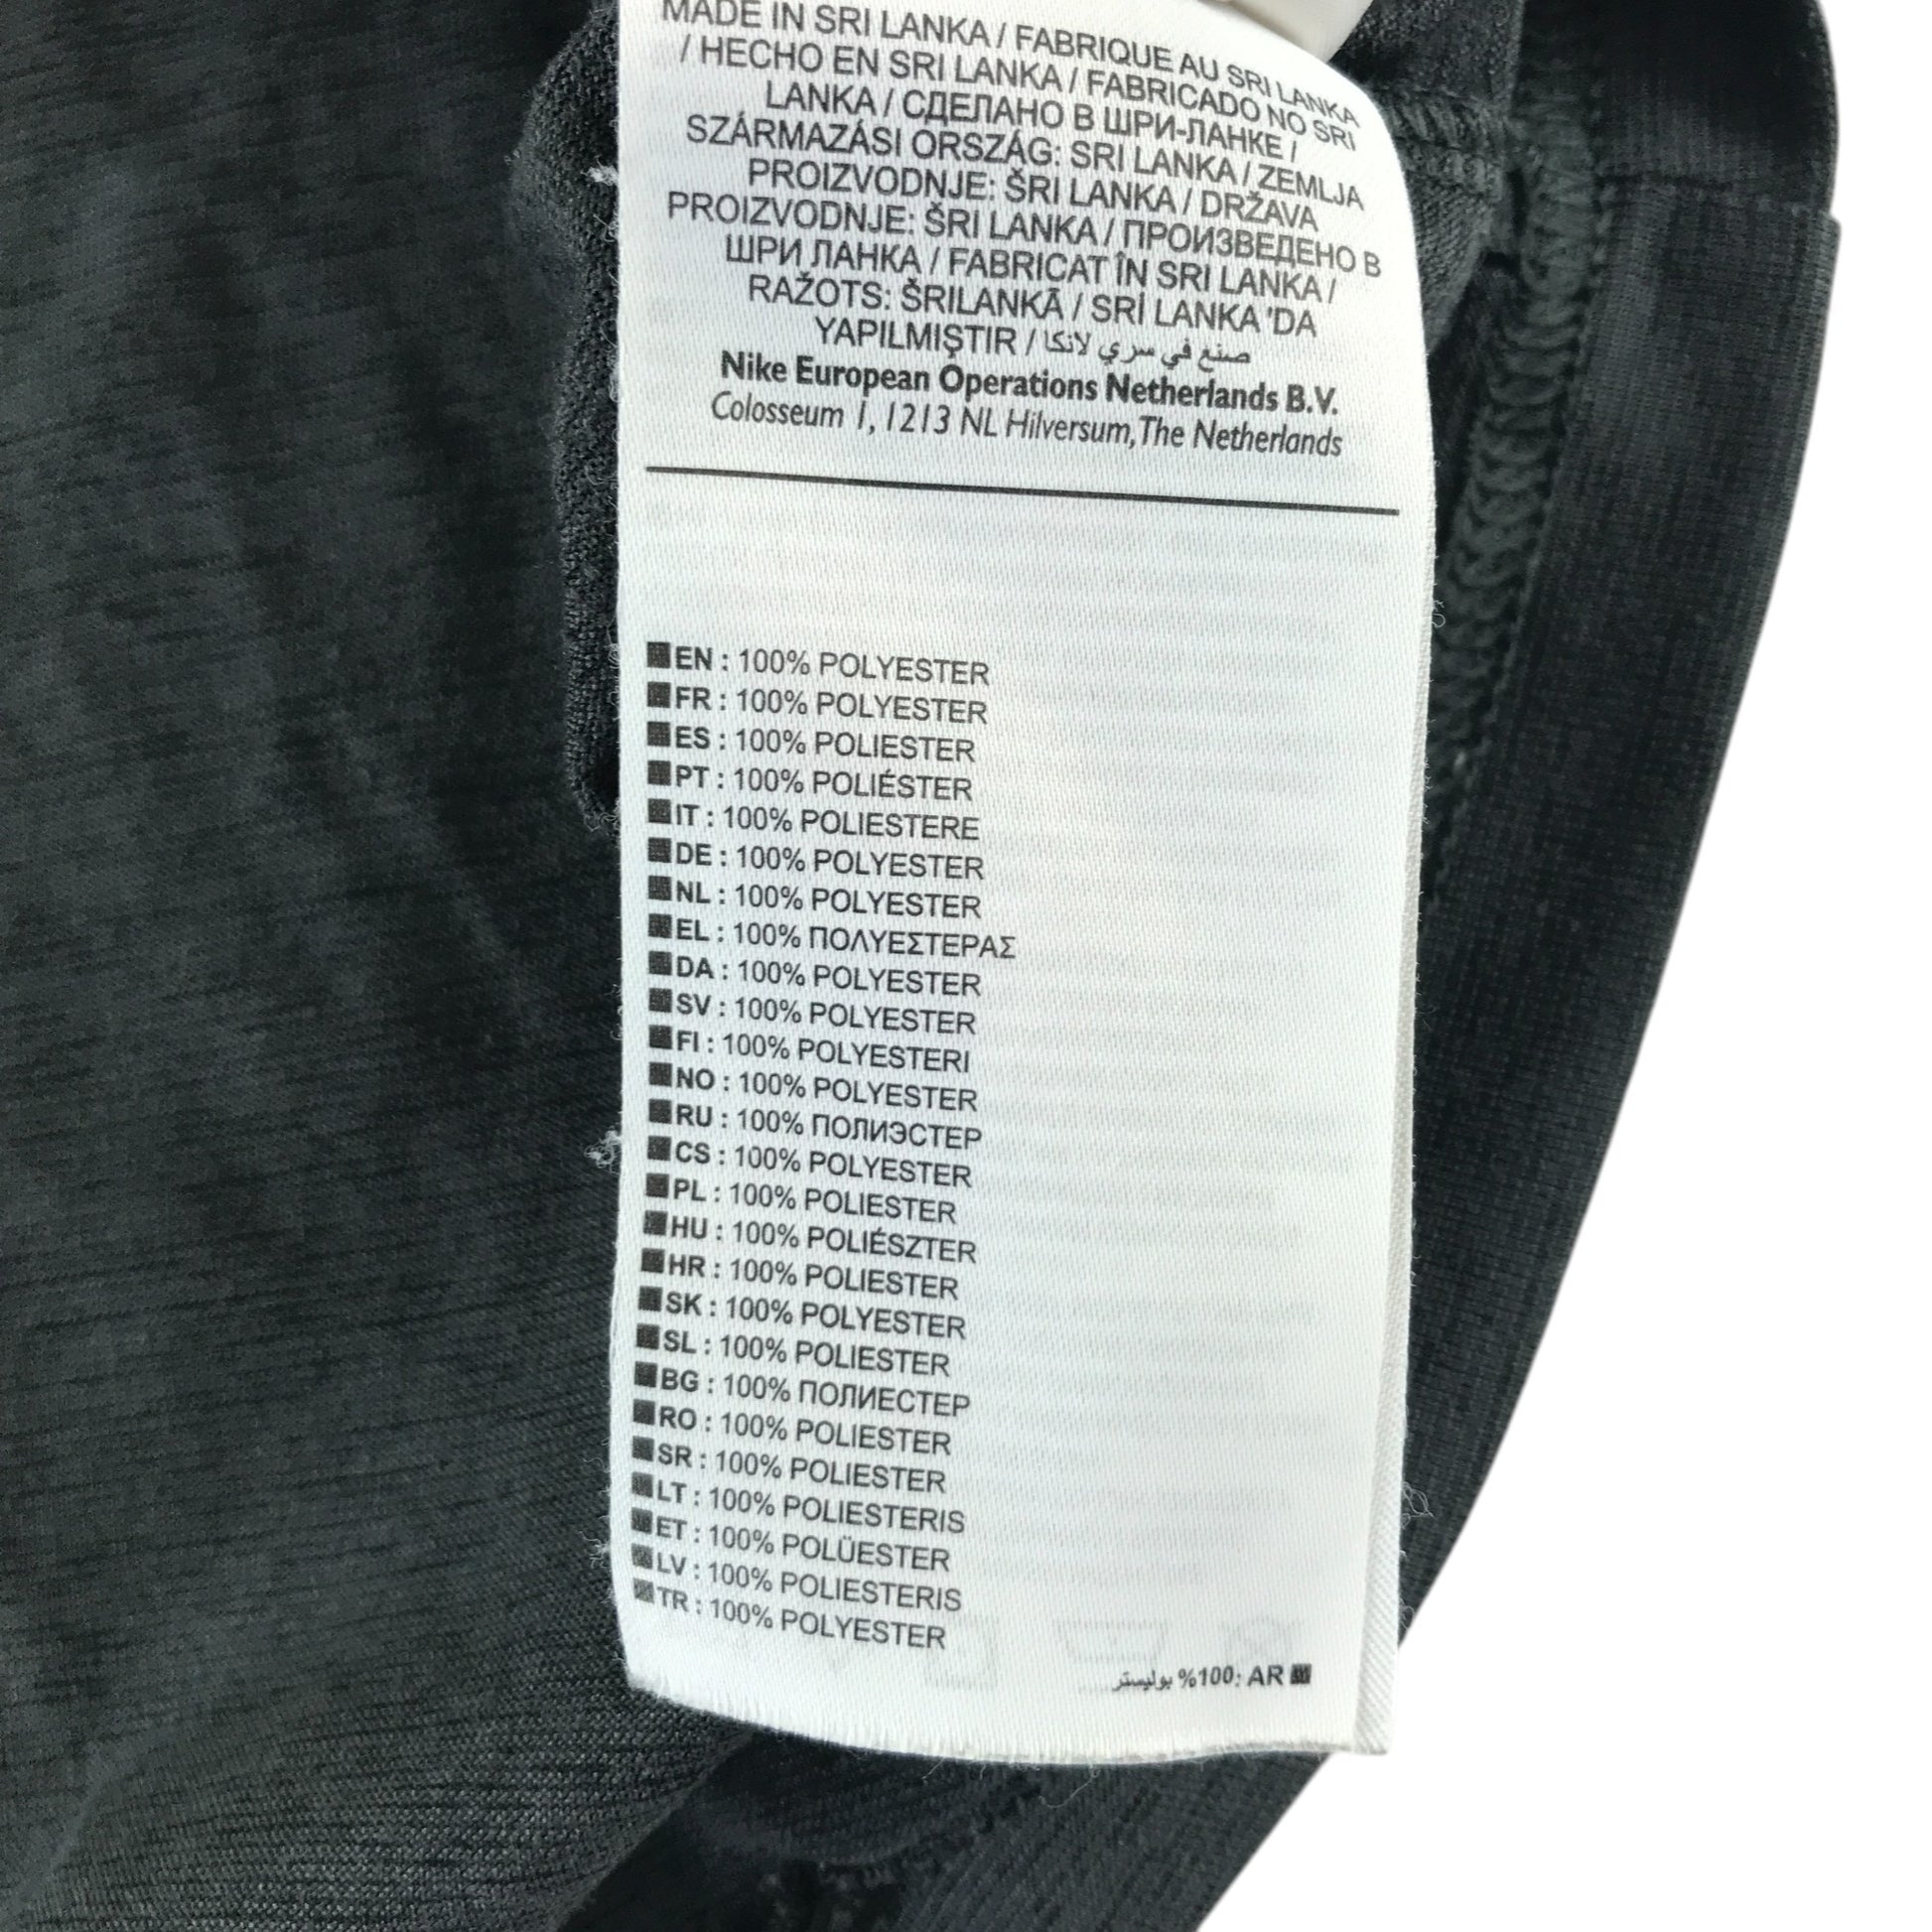 MADE IN SRI LANKA / FABRIQUE AU SRI LANKA
/ HECHO EN SRI LANKA / FABRICADO NO SRI
LANKA / СДЕЛАНО В ШРИ-ЛАНКЕ /
SZÁRMAZÁSI ORSZÁG: SRI LANKA / ZEMLJA
PROIZVODNJE: ŠRI LANKA / DRŽAVA
PROIZVODNJE: ŠRI LANKA / ПРОИЗВЕДЕНО В
ШРИ ЛАНКА / FABRICAT ÎN SRI LANKA /
RAŽOTS: ŠRILANKĀ / SRİ LANKA 'DA
YAPILMIŞTIR / صنع في سري لانكا
Nike European Operations Netherlands B.V.
Colosseum 1, 1213 NL Hilversum, The Netherlands
EN : 100% POLYESTER
FR : 100% POLYESTER
ES : 100% POLIESTER
PT : 100% POLIÉSTER
IT : 100% POLIESTERE
DE : 100% POLYESTER
NL : 100% POLYESTER
EL : 100% ΠΟΛΥΕΣΤΕΡΑΣ
DA : 100% POLYESTER
SV : 100% POLYESTER
FI : 100% POLYESTERI
NO : 100% POLYESTER
RU : 100% ПОЛИЭСТЕР
CS : 100% POLYESTER
PL : 100% POLIESTER
HU : 100% POLIÉSZTER
HR : 100% POLIESTER
SK : 100% POLYESTER
SL : 100% POLIESTER
BG : 100% ПОЛИЕСТЕР
RO : 100% POLIESTER
SR : 100% POLIESTER
LT : 100% POLIESTERIS
ET : 100% POLÜESTER
LV : 100% POLIESTERIS
TR : 100% POLYESTER
AR :100% بوليستر